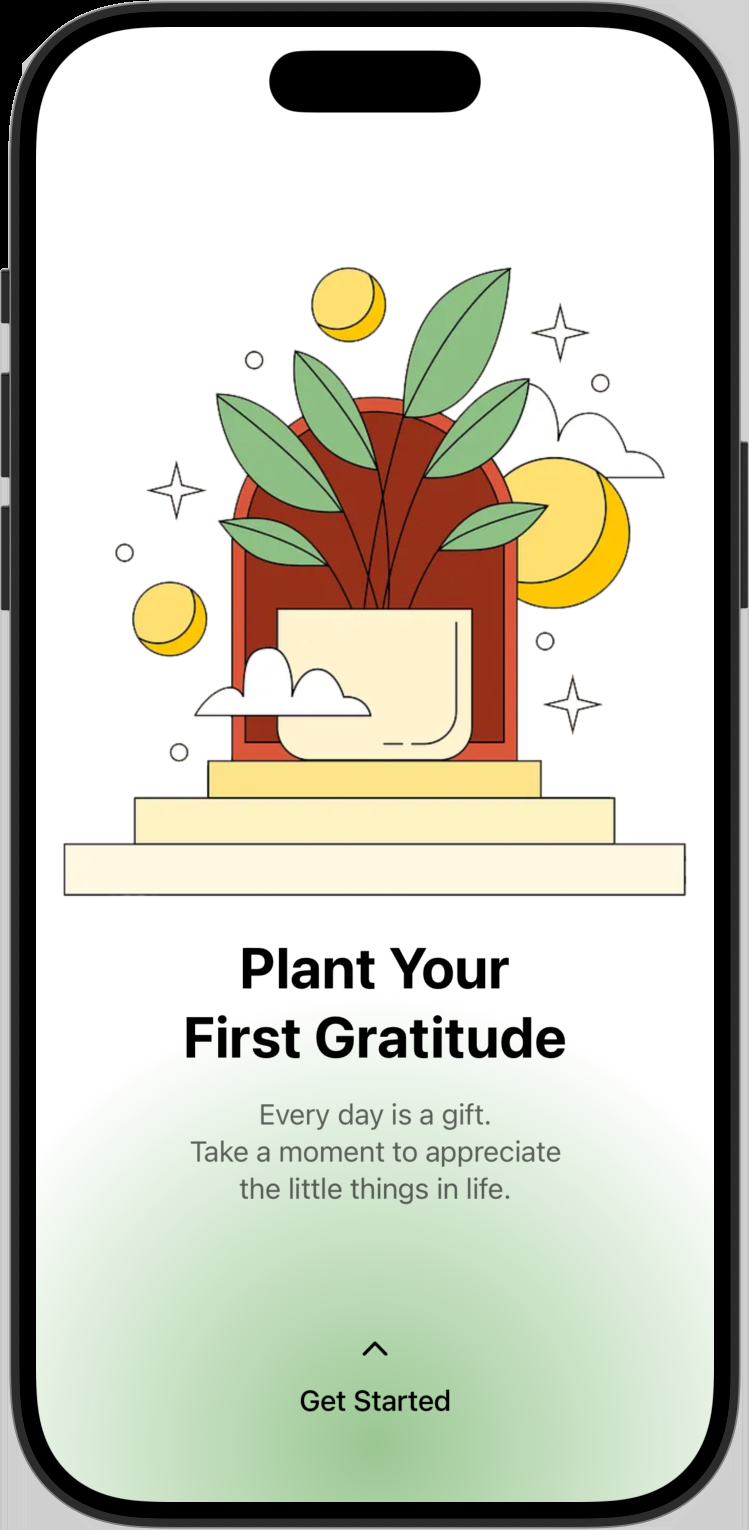 Plant Your
First Gratitude
Every day is a gift.
Take a moment to appreciate
the little things in life.
Get Started